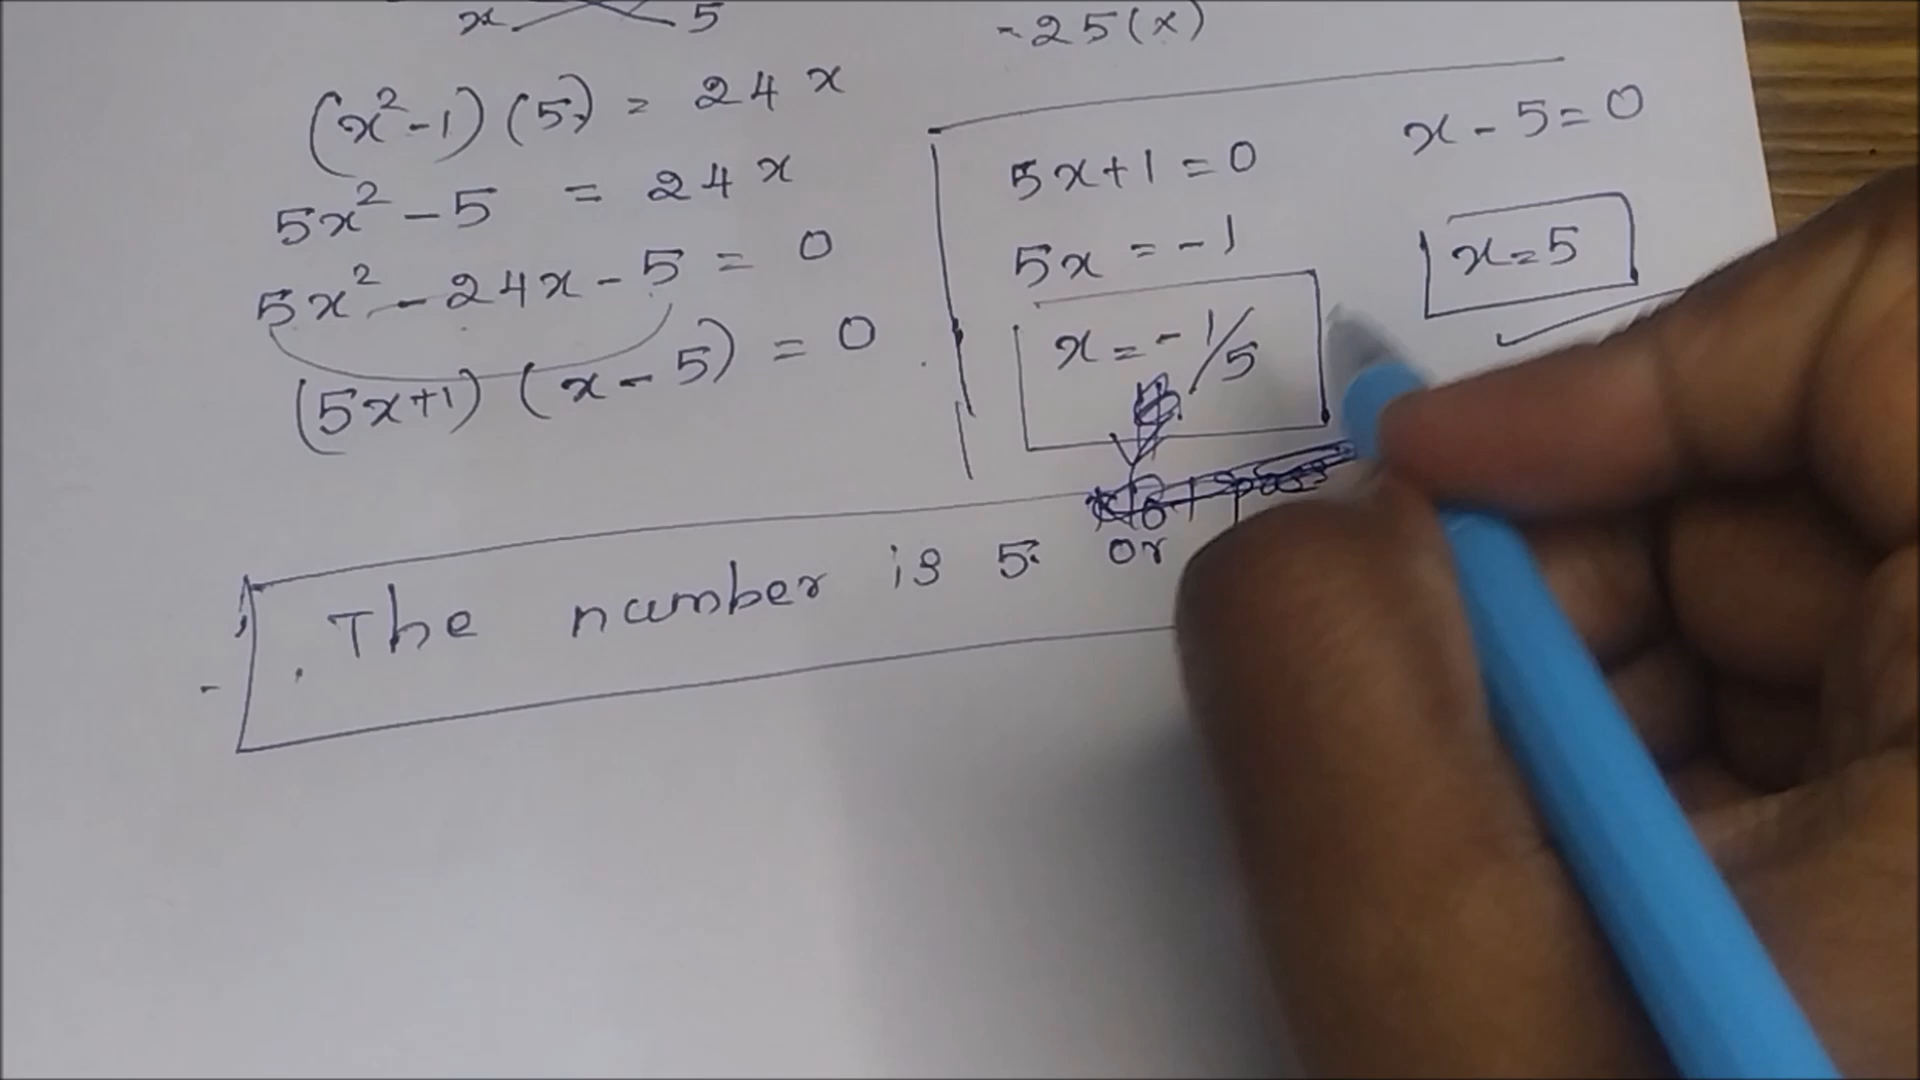 x 5
-25(x)
(x²-1)(5) = 24x
5x² - 5 = 24x
5x² - 24x - 5 = 0
(5x+1) (x - 5) = 0
5x+1 = 0
5x = -1
x = -1/5
x - 5 = 0
x = 5
The number is 5 or